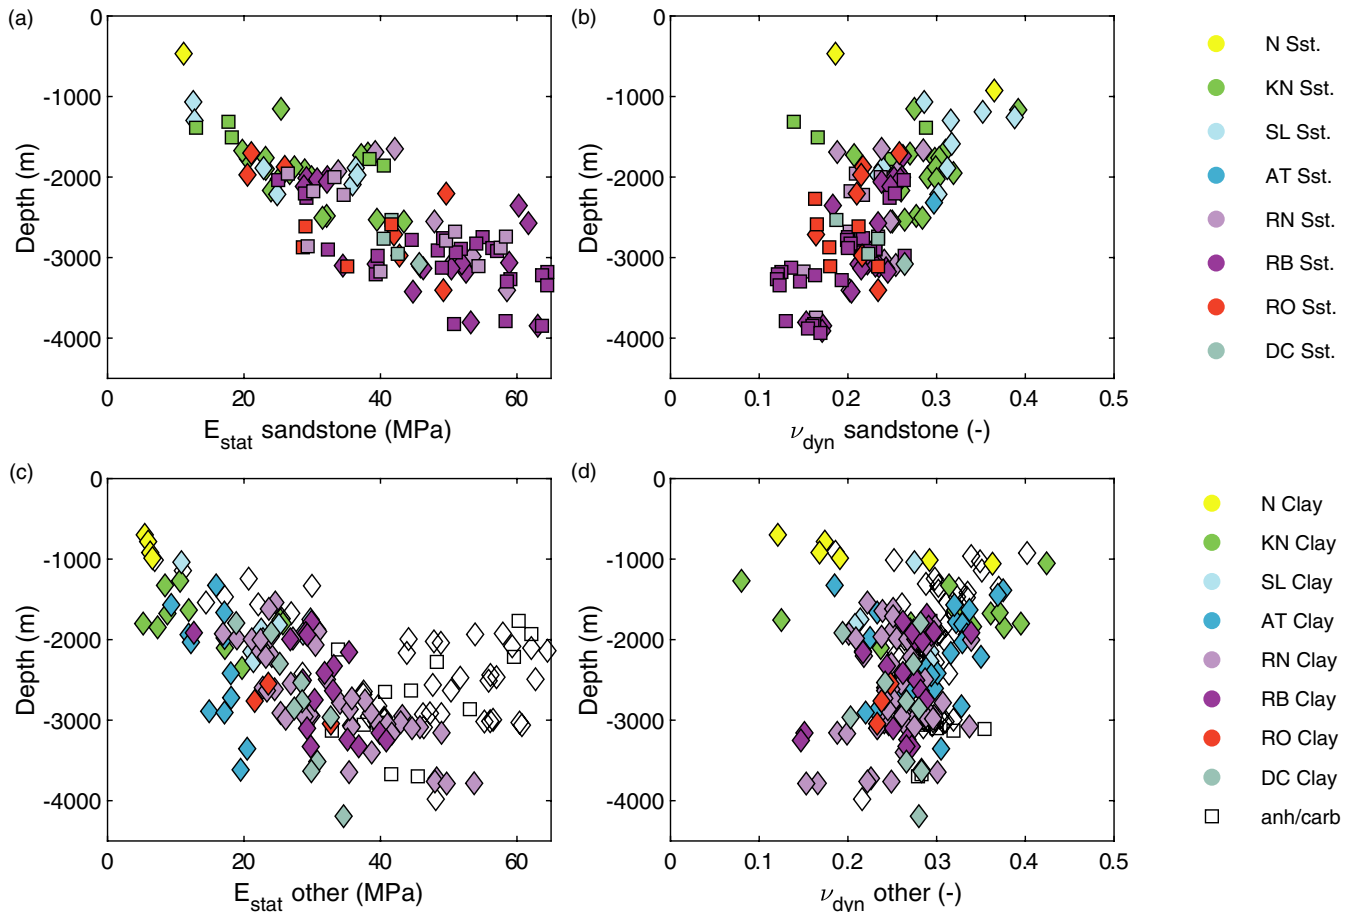 (a)
0
-1000
-2000
-3000
-4000
Depth (m)
0 20 40 60
E_stat sandstone (MPa)
(b)
0
-1000
-2000
-3000
-4000
Depth (m)
0 0.1 0.2 0.3 0.4 0.5
ν_dyn sandstone (-)
N Sst.
KN Sst.
SL Sst.
AT Sst.
RN Sst.
RB Sst.
RO Sst.
DC Sst.
(c)
0
-1000
-2000
-3000
-4000
Depth (m)
0 20 40 60
E_stat other (MPa)
(d)
0
-1000
-2000
-3000
-4000
Depth (m)
0 0.1 0.2 0.3 0.4 0.5
ν_dyn other (-)
N Clay
KN Clay
SL Clay
AT Clay
RN Clay
RB Clay
RO Clay
DC Clay
anh/carb